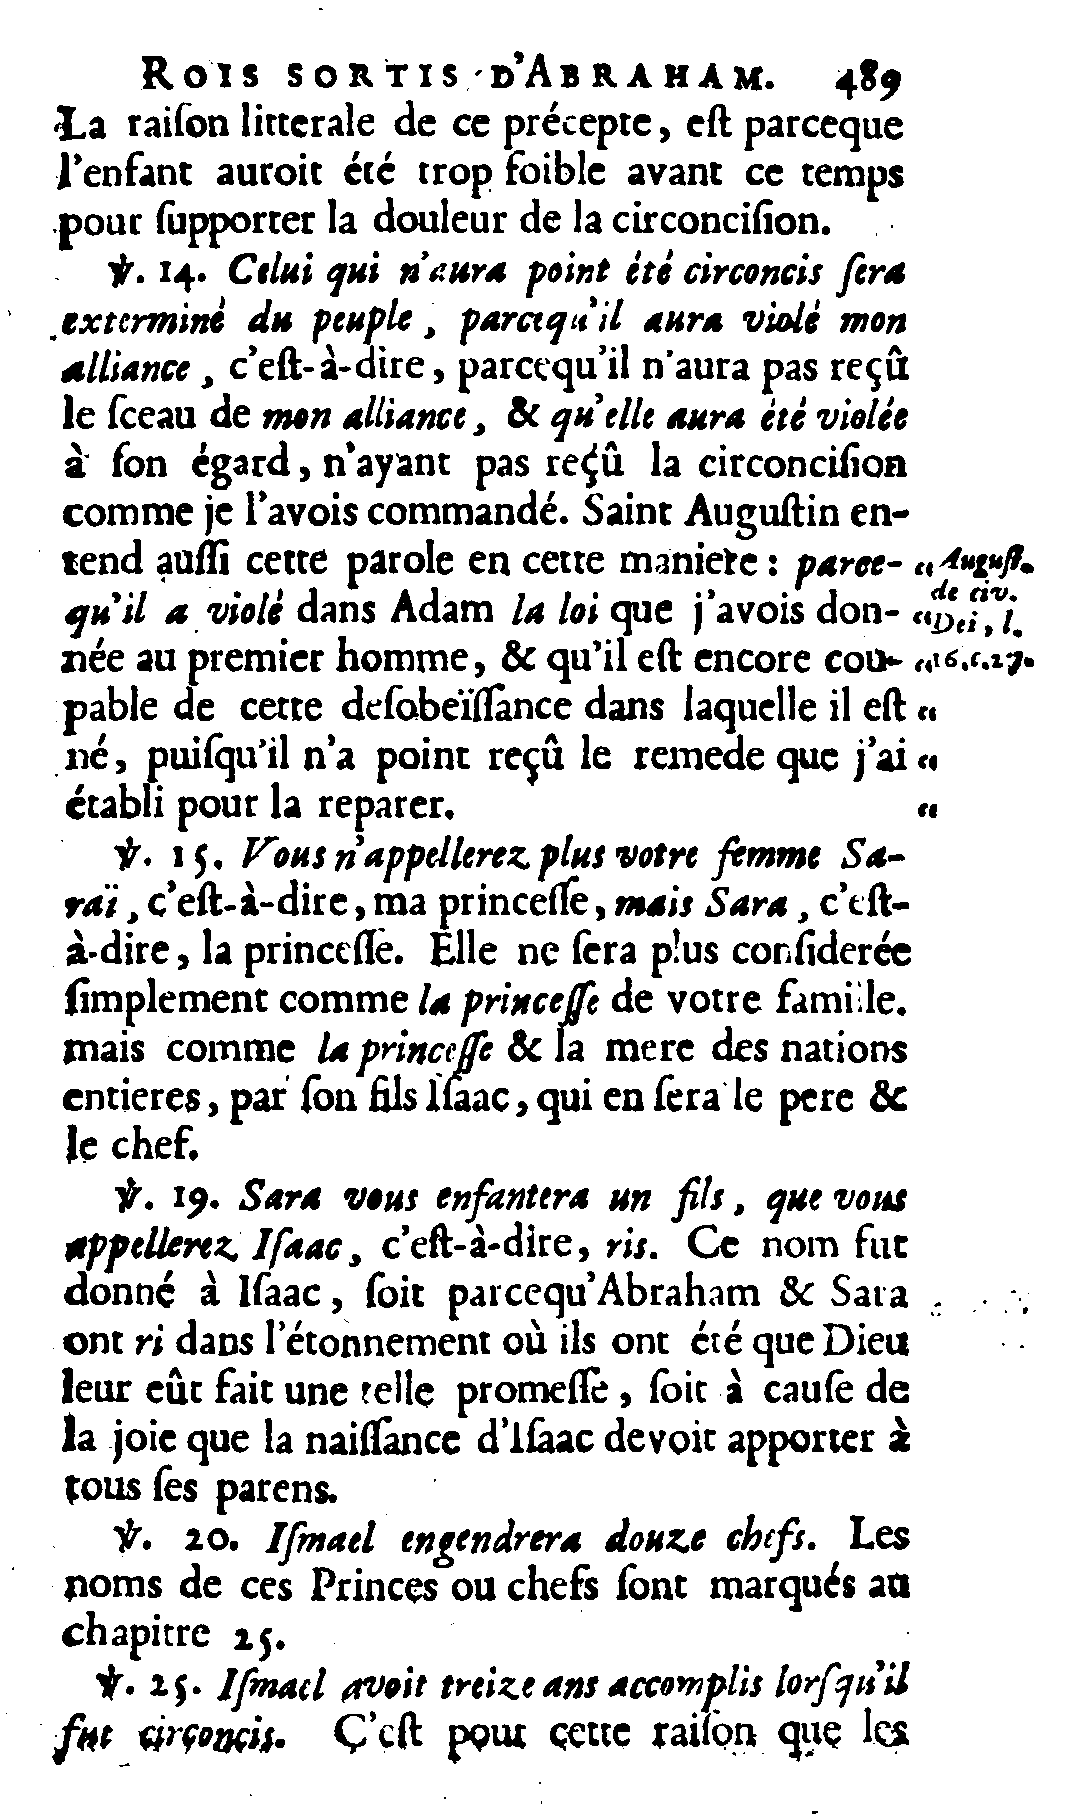 ROIS SORTIS D'ABRAHAM. 489
La raiſon litterale de ce précepte, eſt parceque
l'enfant auroit été trop foible avant ce temps
pour ſupporter la douleur de la circonciſion.
℣. 14. Celui qui n'aura point été circoncis ſera
exterminé du peuple, parcequ'il aura violé mon
alliance, c'eſt-à-dire, parcequ'il n'aura pas reçû
le ſceau de mon alliance, & qu'elle aura été violée
à ſon égard, n'ayant pas reçû la circonciſion
comme je l'avois commandé. Saint Auguſtin en-
tend auſſi cette parole en cette maniere : parce- “ Auguſt.
qu'il a violé dans Adam la loi que j'avois don- “ de civ. Dei, l.
née au premier homme, & qu'il eſt encore cou- “ 16. c. 27.
pable de cette deſobeïſſance dans laquelle il eſt “
né, puiſqu'il n'a point reçû le remede que j'ai “
établi pour la reparer. “
℣. 15. Vous n'appellerez plus votre femme Sa-
raï, c'eſt-à-dire, ma princeſſe, mais Sara, c'eſt-
à-dire, la princeſſe. Elle ne ſera plus conſiderée
ſimplement comme la princeſſe de votre famille.
mais comme la princeſſe & la mere des nations
entieres, par ſon fils Iſaac, qui en ſera le pere &
le chef.
℣. 19. Sara vous enfantera un fils, que vous
appellerez Iſaac, c'eſt-à-dire, ris. Ce nom fut
donné à Iſaac, ſoit parcequ'Abraham & Sara
ont ri dans l'étonnement où ils ont été que Dieu
leur eût fait une telle promeſſe, ſoit à cauſe de
la joie que la naiſſance d'Iſaac devoit apporter à
tous ſes parens.
℣. 20. Iſmael engendrera douze chefs. Les
noms de ces Princes ou chefs ſont marqués au
chapitre 25.
℣. 25. Iſmael avoit treize ans accomplis lorſqu'il
fut circoncis. C'eſt pour cette raiſon que les